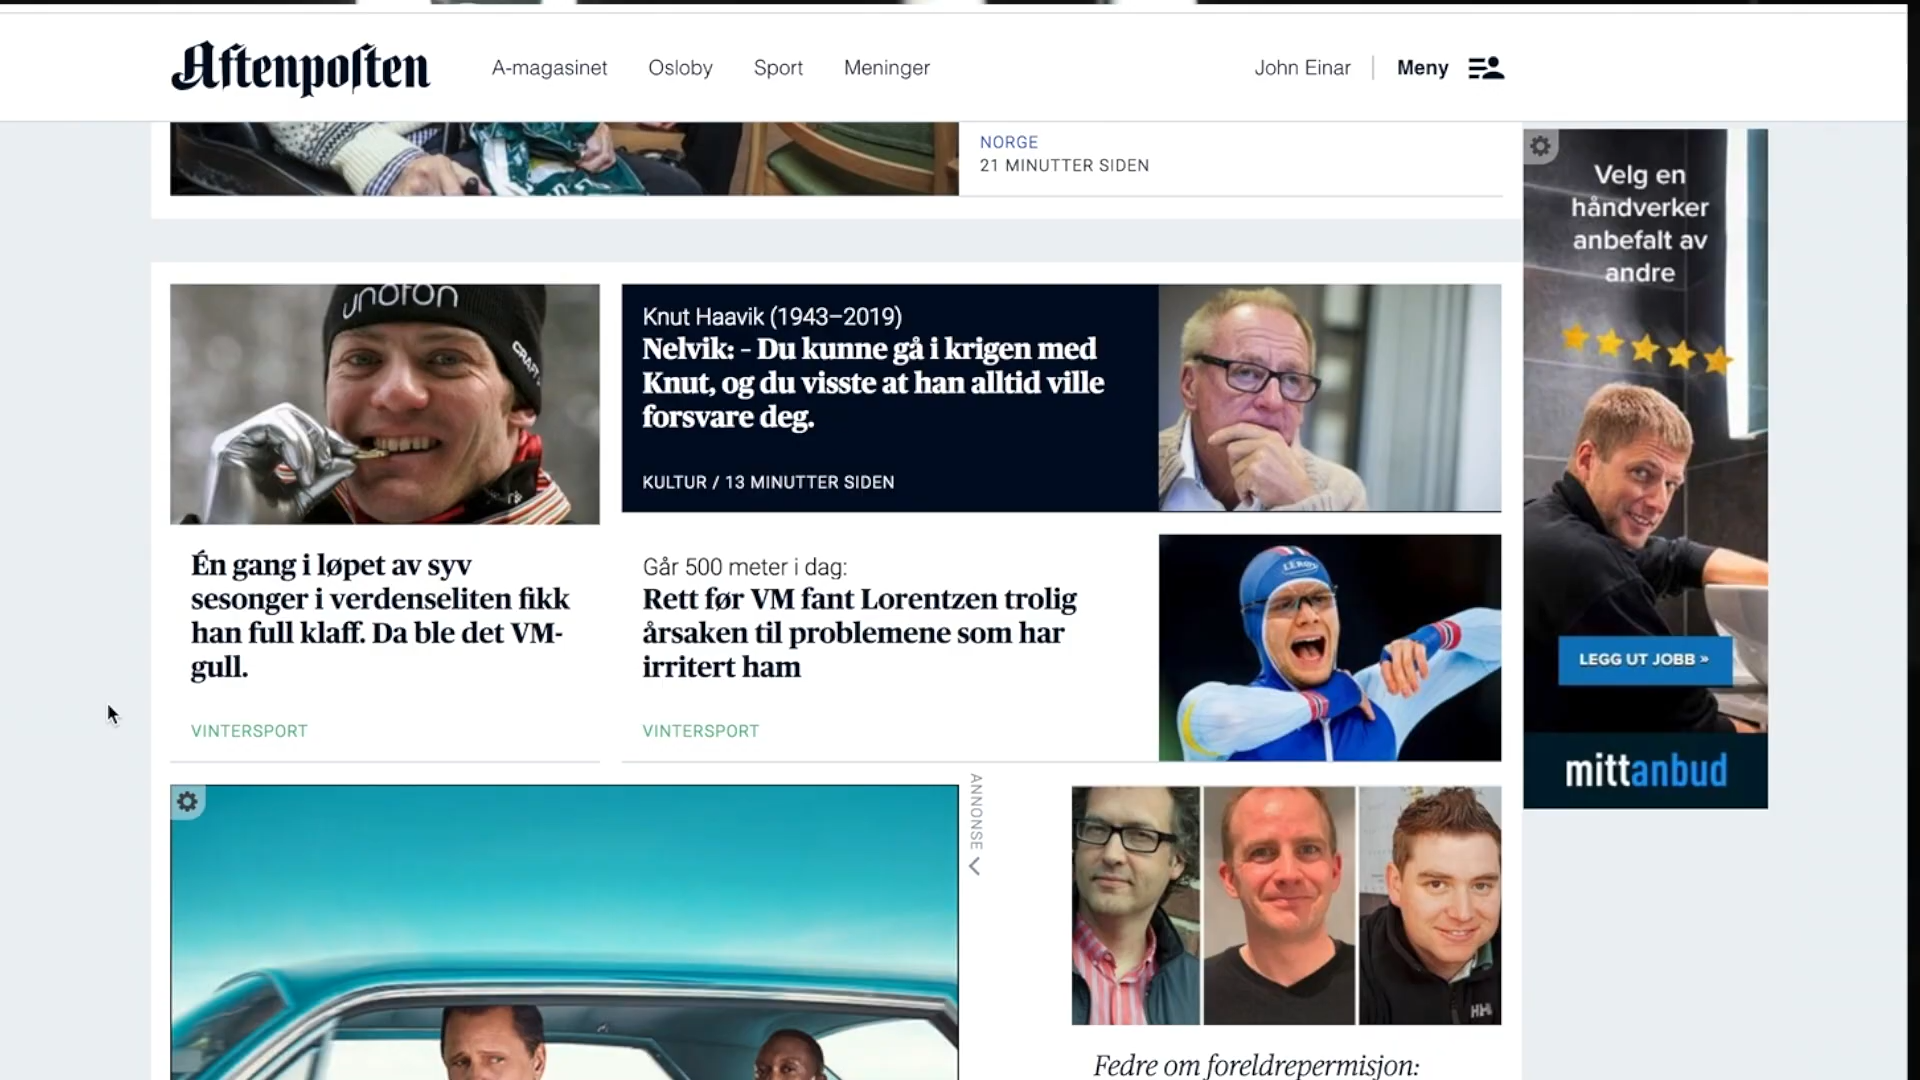 Aftenposten
A-magasinet
Osloby
Sport
Meninger
John Einar
Meny
NORGE
21 MINUTTER SIDEN
unoton
CRAFT
Én gang i løpet av syv
sesonger i verdenseliten fikk
han full klaff. Da ble det VM-
gull.
VINTERSPORT
Knut Haavik (1943–2019)
Nelvik: – Du kunne gå i krigen med
Knut, og du visste at han alltid ville
forsvare deg.
KULTUR / 13 MINUTTER SIDEN
Går 500 meter i dag:
Rett før VM fant Lorentzen trolig
årsaken til problemene som har
irritert ham
VINTERSPORT
LERØY
ANNONSE
HH
Fedre om foreldrepermisjon:
Velg en
håndverker
anbefalt av
andre
LEGG UT JOBB »
mittanbud